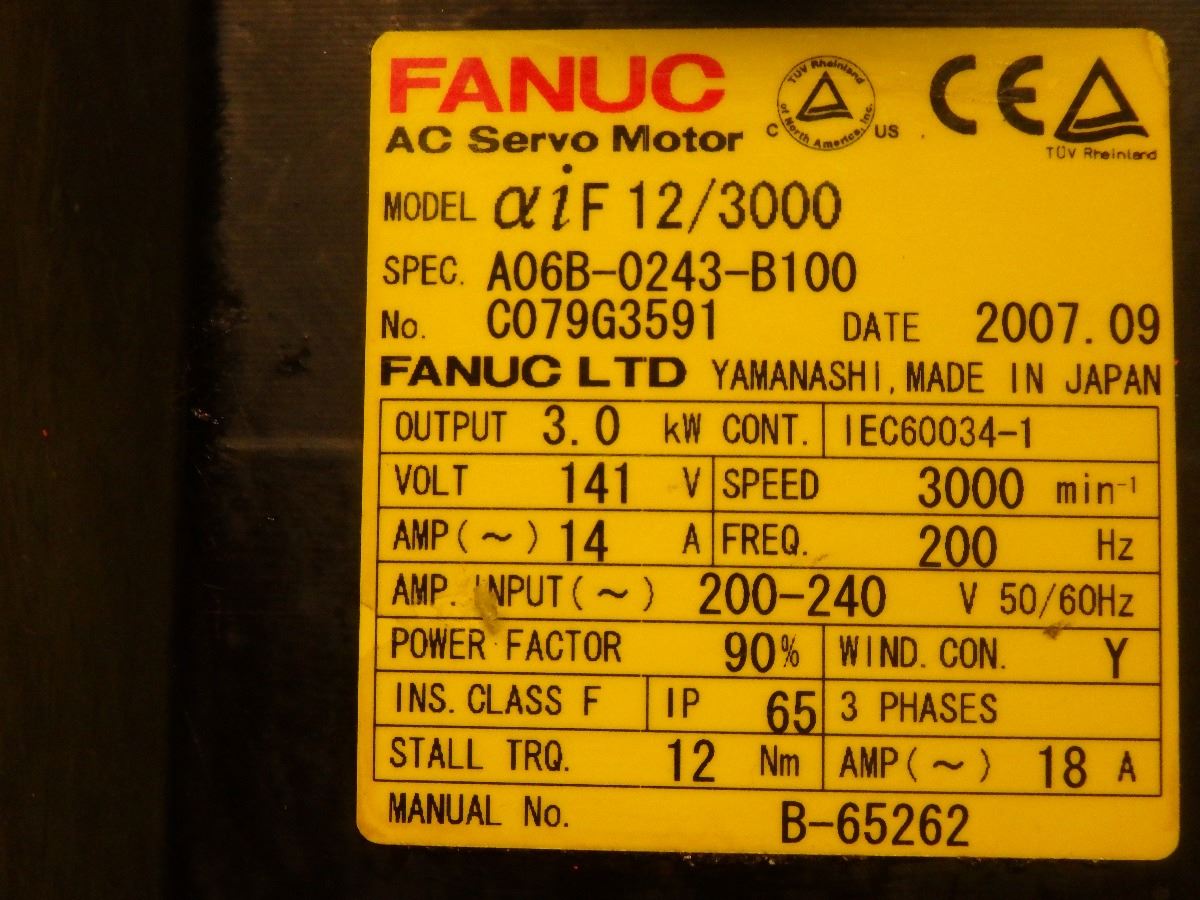 FANUC
TÜV Rheinland
of North America, Inc.
C US
CE
TÜV Rheinland
AC Servo Motor
MODEL αiF 12/3000
SPEC. A06B-0243-B100
No. C079G3591 DATE 2007.09
FANUC LTD YAMANASHI, MADE IN JAPAN
OUTPUT 3.0 kW CONT. IEC60034-1
VOLT 141 V SPEED 3000 min⁻¹
AMP(～) 14 A FREQ. 200 Hz
AMP. INPUT(～) 200-240 V 50/60Hz
POWER FACTOR 90% WIND. CON. Y
INS. CLASS F IP 65 3 PHASES
STALL TRQ. 12 Nm AMP(～) 18 A
MANUAL No. B-65262